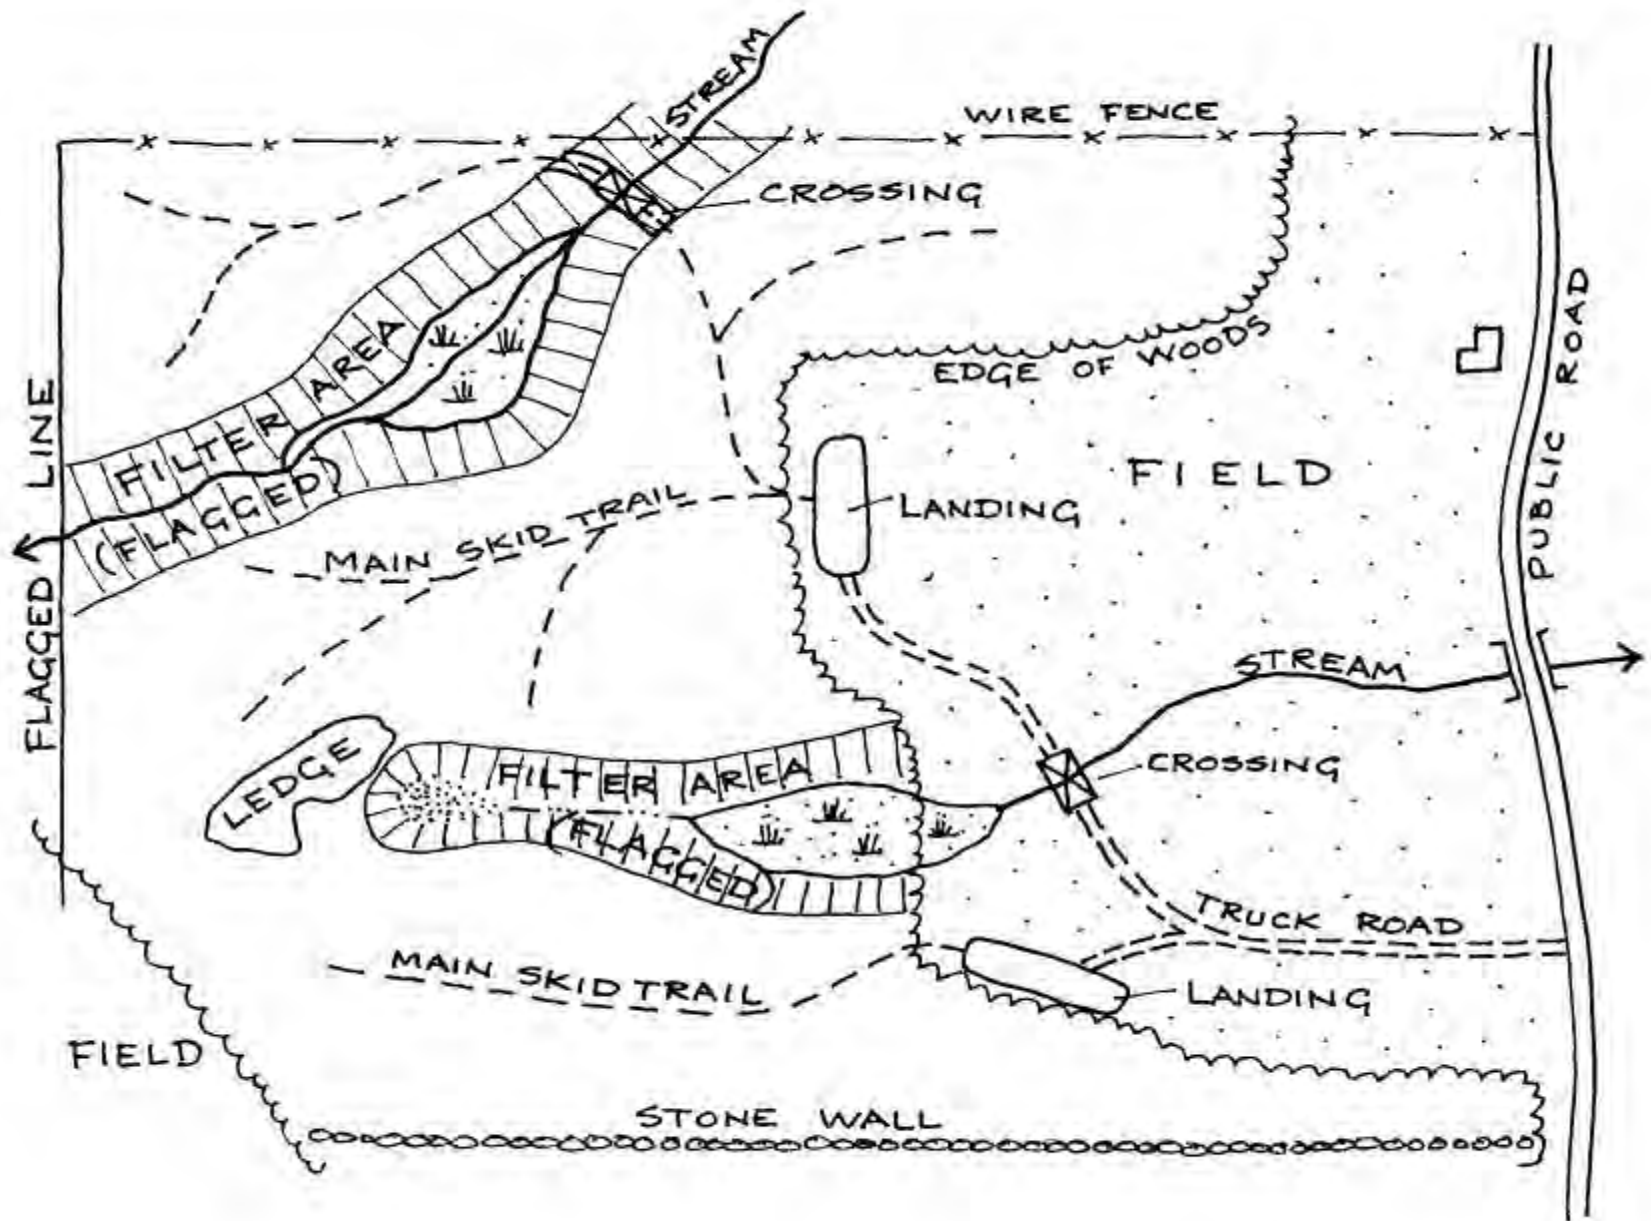 STREAM
WIRE FENCE
CROSSING
FILTER AREA
(FLAGGED)
EDGE OF WOODS
PUBLIC ROAD
FLAGGED LINE
FIELD
LANDING
MAIN SKID TRAIL
STREAM
CROSSING
LEDGE
FILTER AREA
(FLAGGED)
TRUCK ROAD
MAIN SKID TRAIL
LANDING
FIELD
STONE WALL